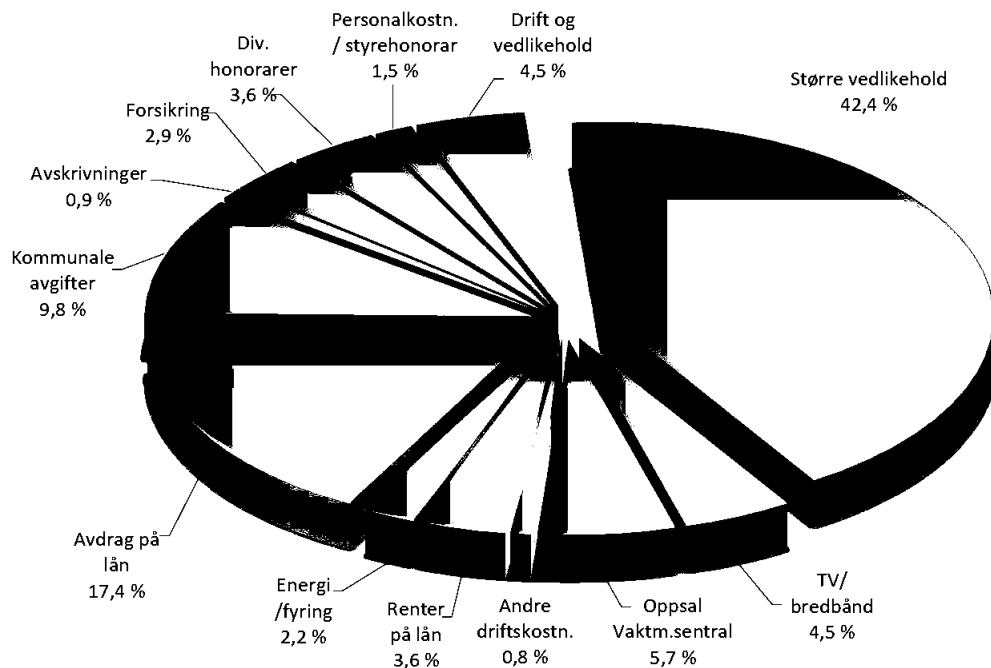 Personalkostn.
/ styrehonorar
1,5 %
Drift og
vedlikehold
4,5 %
Større vedlikehold
42,4 %
Div.
honorarer
3,6 %
Forsikring
2,9 %
Avskrivninger
0,9 %
Kommunale
avgifter
9,8 %
Avdrag på
lån
17,4 %
Energi
/fyring
2,2 %
Renter
på lån
3,6 %
Andre
driftskostn.
0,8 %
Oppsal
Vaktm.sentral
5,7 %
TV/
bredbånd
4,5 %